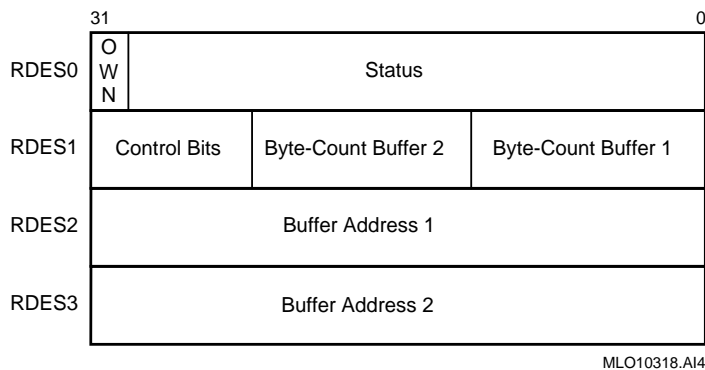 31 0
RDES0 OWN Status
RDES1 Control Bits Byte-Count Buffer 2 Byte-Count Buffer 1
RDES2 Buffer Address 1
RDES3 Buffer Address 2
MLO10318.AI4